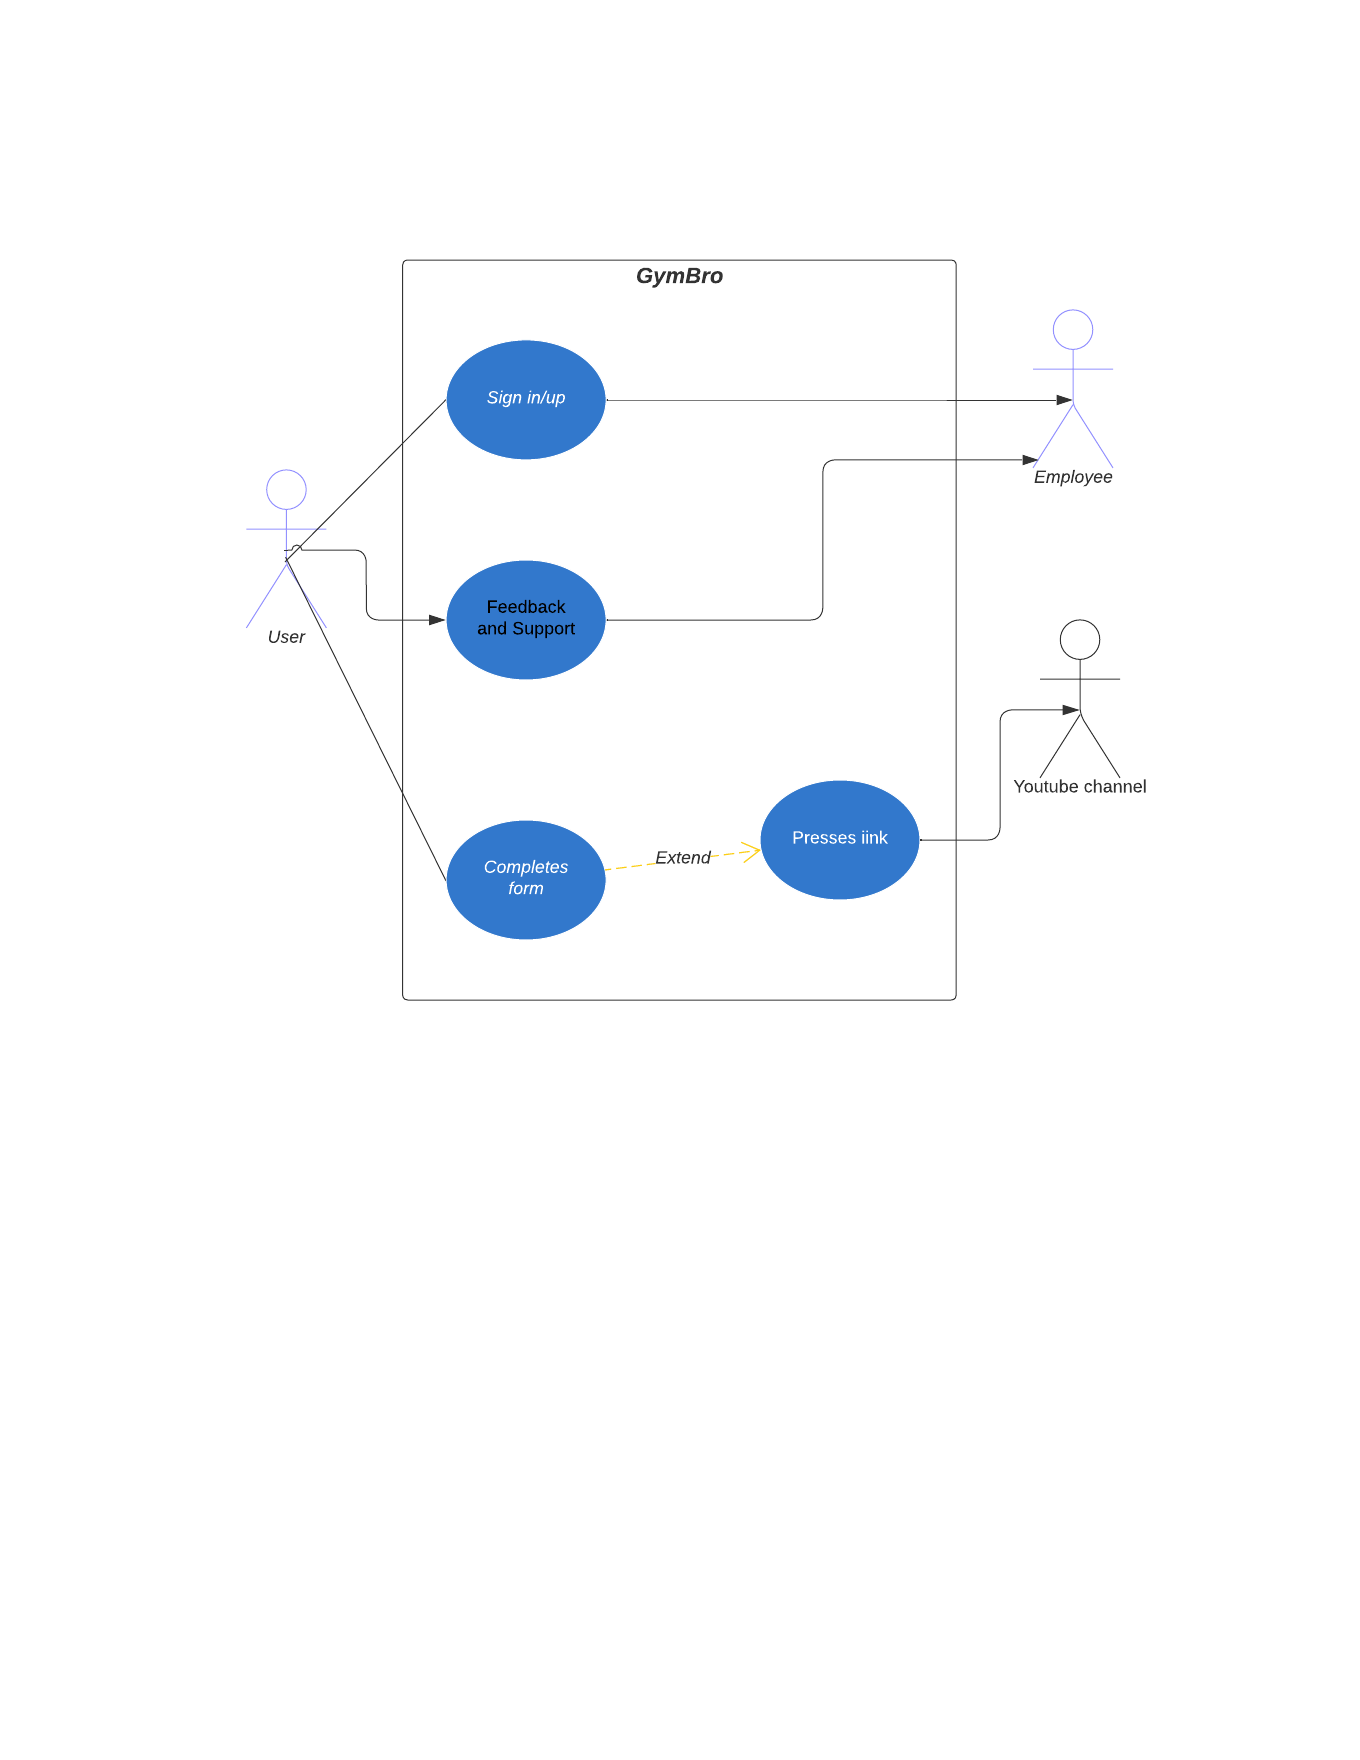 GymBro
Sign in/up
Employee
Feedback
and Support
User
Youtube channel
Presses iink
Extend
Completes
form